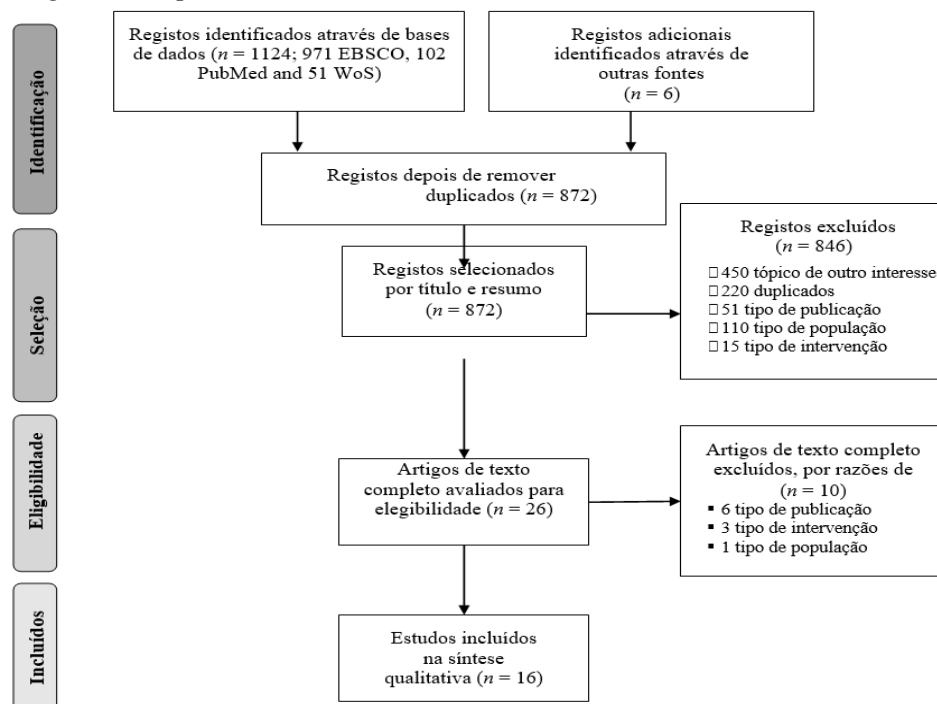 Registos identificados através de bases
de dados (n = 1124; 971 EBSCO, 102
PubMed and 51 WoS)
Registos adicionais
identificados através de
outras fontes
(n = 6)
Identificação
Registos depois de remover
duplicados (n = 872)
Registos excluídos
(n = 846)
450 tópico de outro interesse
220 duplicados
51 tipo de publicação
110 tipo de população
15 tipo de intervenção
Registos selecionados
por título e resumo
(n = 872)
Seleção
Artigos de texto
completo avaliados para
elegibilidade (n = 26)
Artigos de texto completo
excluídos, por razões de
(n = 10)
▪ 6 tipo de publicação
▪ 3 tipo de intervenção
▪ 1 tipo de população
Eligibilidade
Estudos incluídos
na síntese
qualitativa (n = 16)
Incluídos